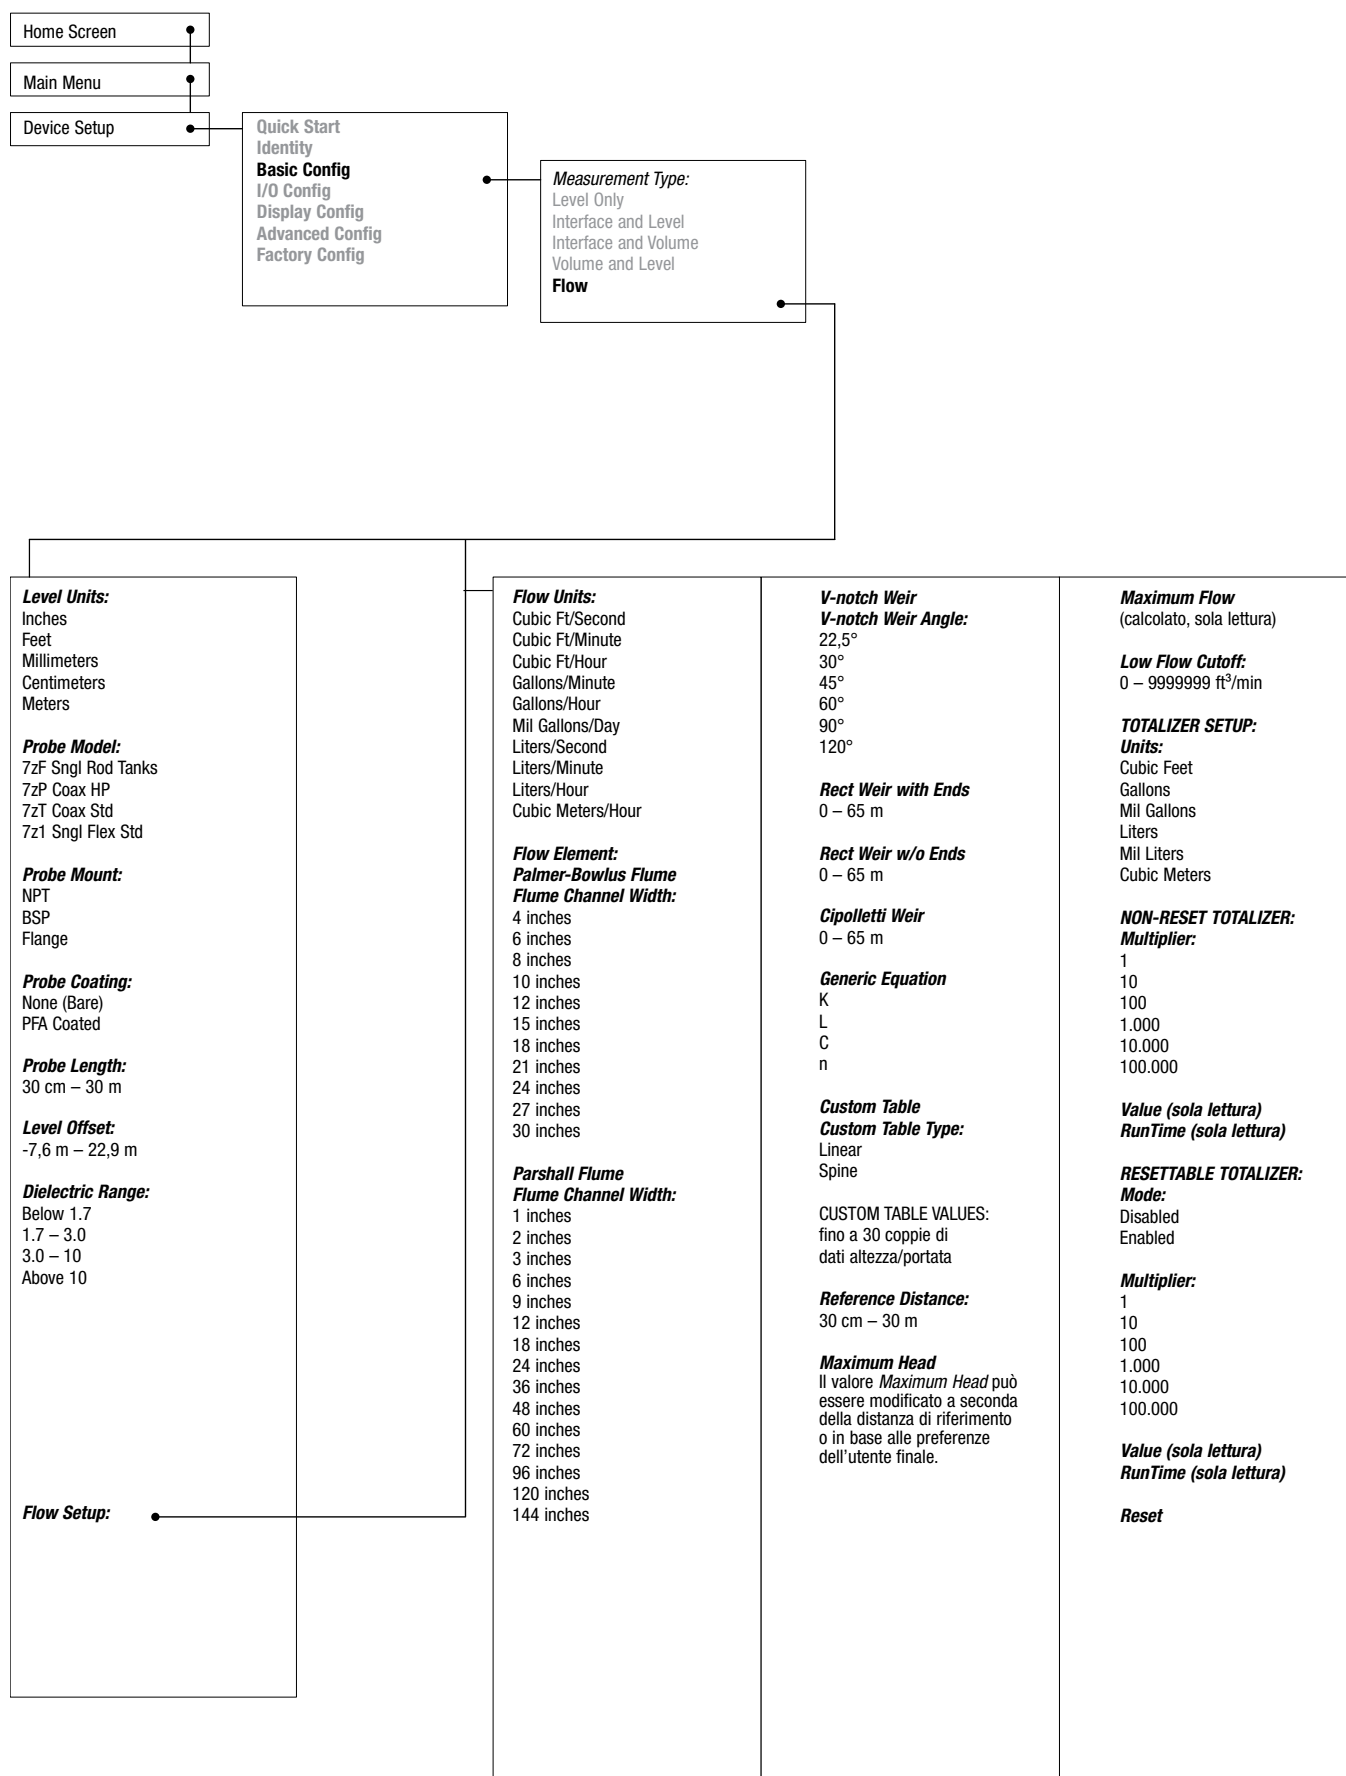 Home Screen
Main Menu
Device Setup
Quick Start
Identity
Basic Config
I/O Config
Display Config
Advanced Config
Factory Config
Measurement Type:
Level Only
Interface and Level
Interface and Volume
Volume and Level
Flow
Level Units:
Inches
Feet
Millimeters
Centimeters
Meters
Probe Model:
7zF Sngl Rod Tanks
7zP Coax HP
7zT Coax Std
7z1 Sngl Flex Std
Probe Mount:
NPT
BSP
Flange
Probe Coating:
None (Bare)
PFA Coated
Probe Length:
30 cm – 30 m
Level Offset:
-7,6 m – 22,9 m
Dielectric Range:
Below 1.7
1.7 – 3.0
3.0 – 10
Above 10
Flow Setup:
Flow Units:
Cubic Ft/Second
Cubic Ft/Minute
Cubic Ft/Hour
Gallons/Minute
Gallons/Hour
Mil Gallons/Day
Liters/Second
Liters/Minute
Liters/Hour
Cubic Meters/Hour
Flow Element:
Palmer-Bowlus Flume
Flume Channel Width:
4 inches
6 inches
8 inches
10 inches
12 inches
15 inches
18 inches
21 inches
24 inches
27 inches
30 inches
Parshall Flume
Flume Channel Width:
1 inches
2 inches
3 inches
6 inches
9 inches
12 inches
18 inches
24 inches
36 inches
48 inches
60 inches
72 inches
96 inches
120 inches
144 inches
V-notch Weir
V-notch Weir Angle:
22,5°
30°
45°
60°
90°
120°
Rect Weir with Ends
0 – 65 m
Rect Weir w/o Ends
0 – 65 m
Cipolletti Weir
0 – 65 m
Generic Equation
K
L
C
n
Custom Table
Custom Table Type:
Linear
Spine
CUSTOM TABLE VALUES:
fino a 30 coppie di
dati altezza/portata
Reference Distance:
30 cm – 30 m
Maximum Head
Il valore Maximum Head può
essere modificato a seconda
della distanza di riferimento
o in base alle preferenze
dell'utente finale.
Maximum Flow
(calcolato, sola lettura)
Low Flow Cutoff:
0 – 9999999 ft³/min
TOTALIZER SETUP:
Units:
Cubic Feet
Gallons
Mil Gallons
Liters
Mil Liters
Cubic Meters
NON-RESET TOTALIZER:
Multiplier:
1
10
100
1.000
10.000
100.000
Value (sola lettura)
RunTime (sola lettura)
RESETTABLE TOTALIZER:
Mode:
Disabled
Enabled
Multiplier:
1
10
100
1.000
10.000
100.000
Value (sola lettura)
RunTime (sola lettura)
Reset